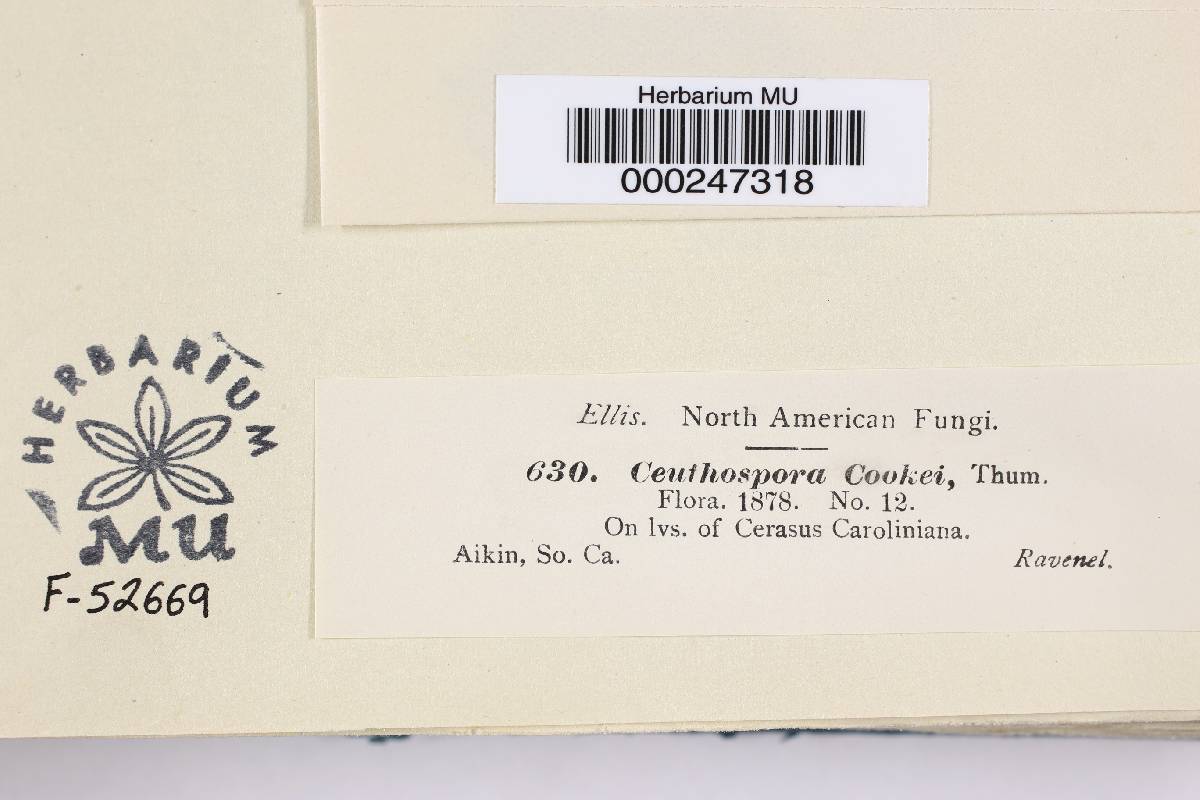 Herbarium MU
000247318
HERBARIUM
MU
F-52669
Ellis. North American Fungi.
630. Ceuthospora Cookei, Thum.
Flora. 1878. No. 12.
On lvs. of Cerasus Caroliniana.
Aikin, So. Ca. Ravenel.